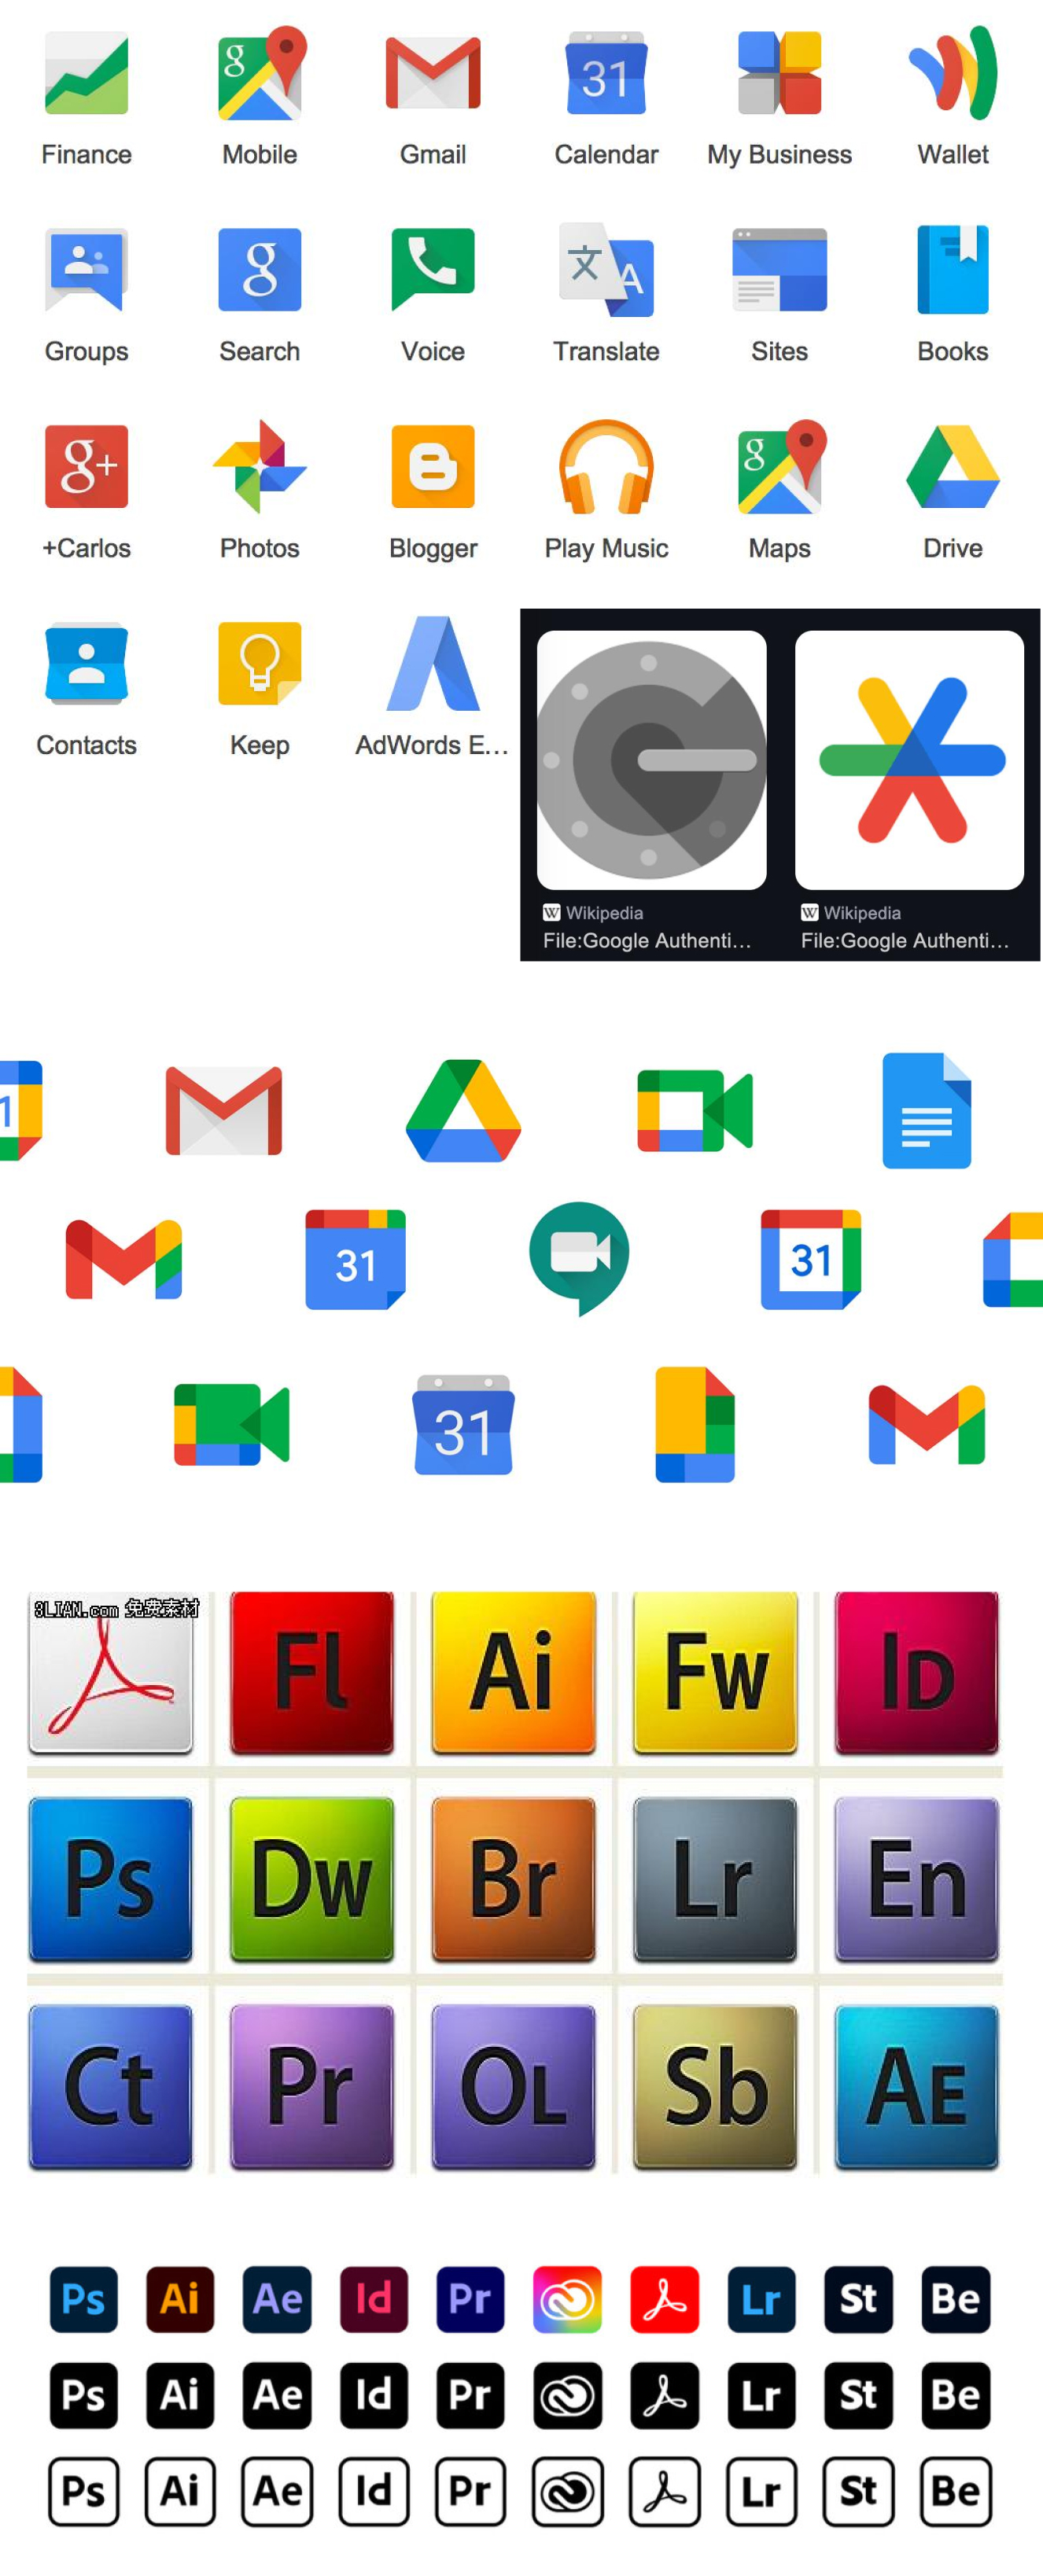 g
31
Finance
Mobile
Gmail
Calendar
My Business
Wallet
g
文
A
Groups
Search
Voice
Translate
Sites
Books
g+
g
+Carlos
Photos
Blogger
Play Music
Maps
Drive
Contacts
Keep
AdWords E...
W Wikipedia
File:Google Authenti...
W Wikipedia
File:Google Authenti...
1
31
31
31
3LIAN.com 免费素材
Fl
Ai
Fw
ID
Ps
Dw
Br
Lr
En
Ct
Pr
OL
Sb
AE
Ps Ai Ae Id Pr Lr St Be
Ps Ai Ae Id Pr Lr St Be
Ps Ai Ae Id Pr Lr St Be